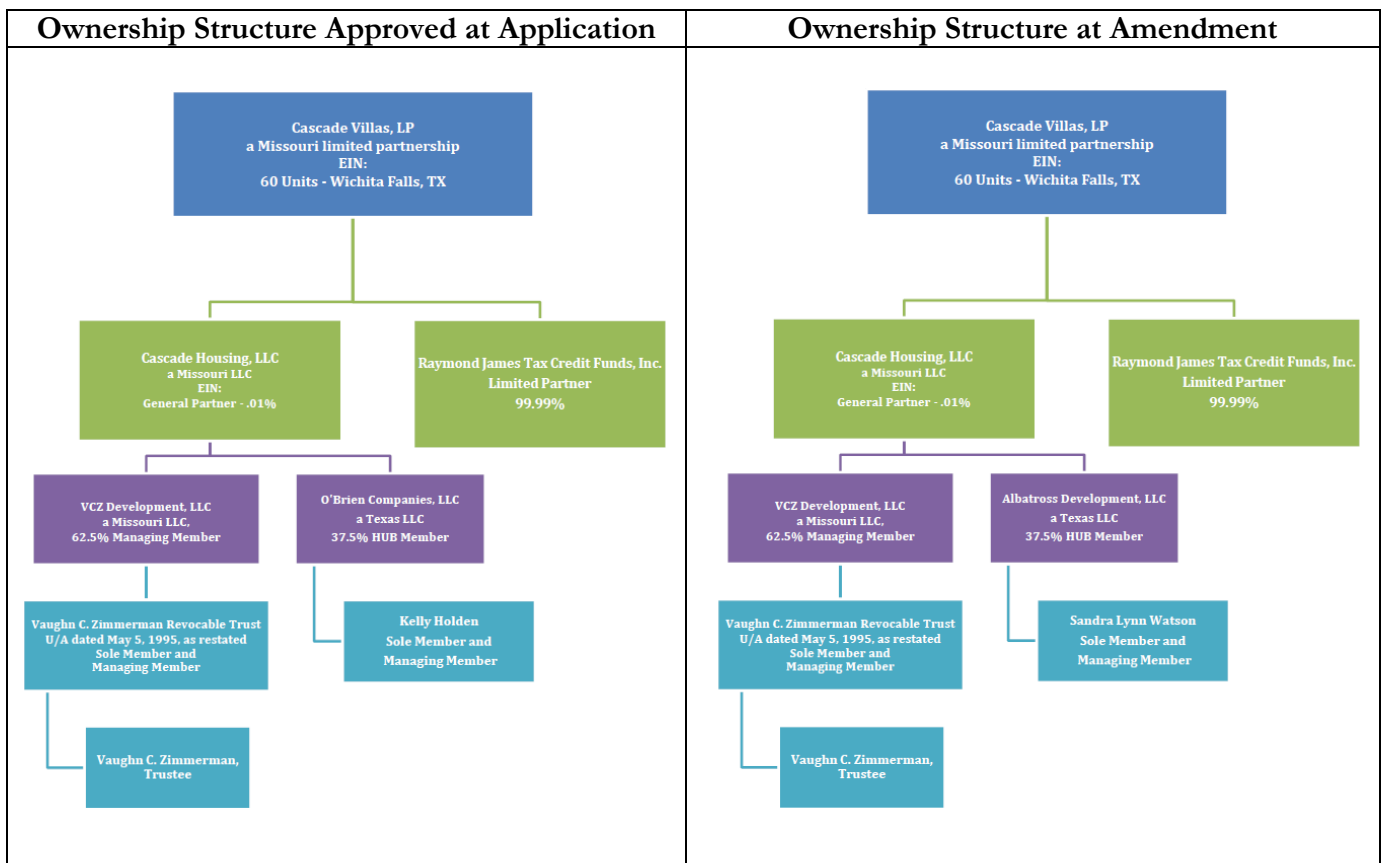 Ownership Structure Approved at Application
Cascade Villas, LP
a Missouri limited partnership
EIN:
60 Units - Wichita Falls, TX
Cascade Housing, LLC
a Missouri LLC
EIN:
General Partner - .01%
Raymond James Tax Credit Funds, Inc.
Limited Partner
99.99%
VCZ Development, LLC
a Missouri LLC,
62.5% Managing Member
O'Brien Companies, LLC
a Texas LLC
37.5% HUB Member
Vaughn C. Zimmerman Revocable Trust
U/A dated May 5, 1995, as restated
Sole Member and
Managing Member
Kelly Holden
Sole Member and
Managing Member
Vaughn C. Zimmerman,
Trustee
Ownership Structure at Amendment
Cascade Villas, LP
a Missouri limited partnership
EIN:
60 Units - Wichita Falls, TX
Cascade Housing, LLC
a Missouri LLC
EIN:
General Partner - .01%
Raymond James Tax Credit Funds, Inc.
Limited Partner
99.99%
VCZ Development, LLC
a Missouri LLC,
62.5% Managing Member
Albatross Development, LLC
a Texas LLC
37.5% HUB Member
Vaughn C. Zimmerman Revocable Trust
U/A dated May 5, 1995, as restated
Sole Member and
Managing Member
Sandra Lynn Watson
Sole Member and
Managing Member
Vaughn C. Zimmerman,
Trustee